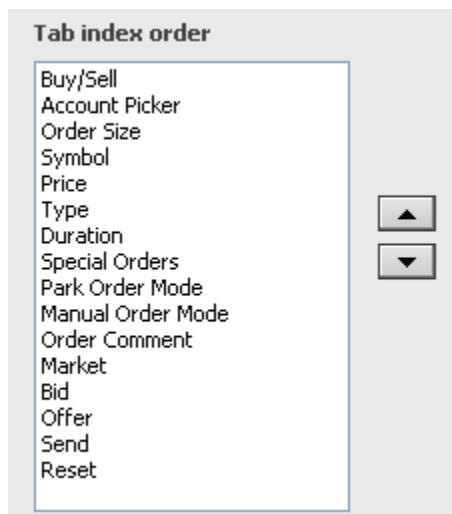 Tab index order
Buy/Sell
Account Picker
Order Size
Symbol
Price
Type
Duration
Special Orders
Park Order Mode
Manual Order Mode
Order Comment
Market
Bid
Offer
Send
Reset